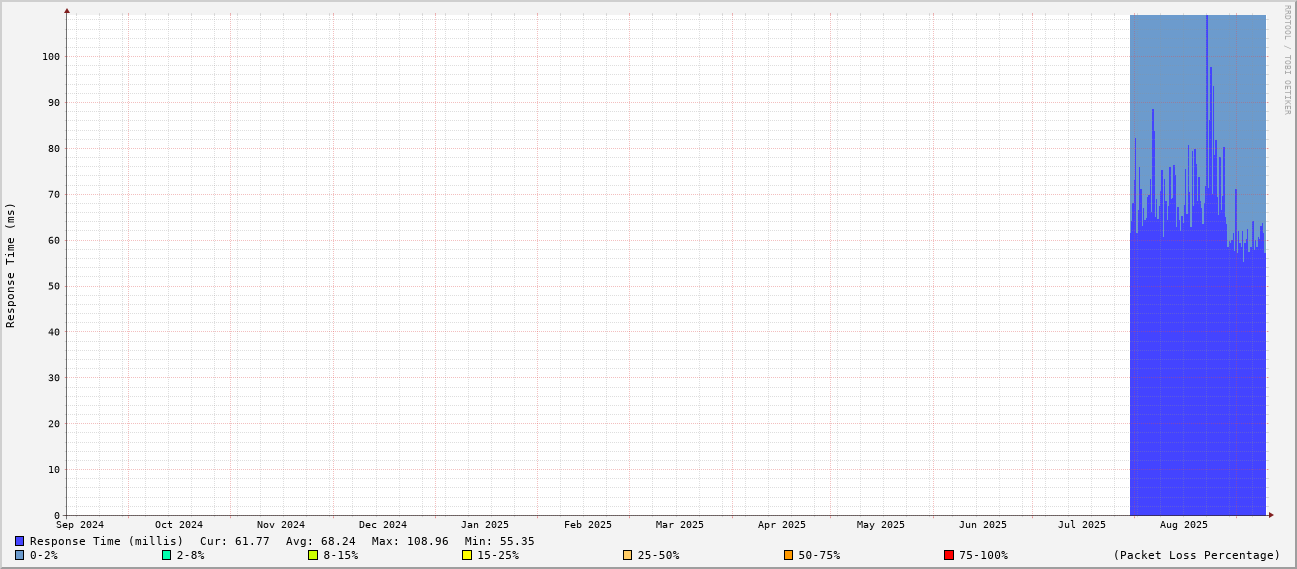 RRDTOOL / TOBI OETIKER
Response Time (ms)
100
90
80
70
60
50
40
30
20
10
0
Sep 2024 Oct 2024 Nov 2024 Dec 2024 Jan 2025 Feb 2025 Mar 2025 Apr 2025 May 2025 Jun 2025 Jul 2025 Aug 2025
Response Time (millis) Cur: 61.77 Avg: 68.24 Max: 108.96 Min: 55.35
0-2% 2-8% 8-15% 15-25% 25-50% 50-75% 75-100% (Packet Loss Percentage)